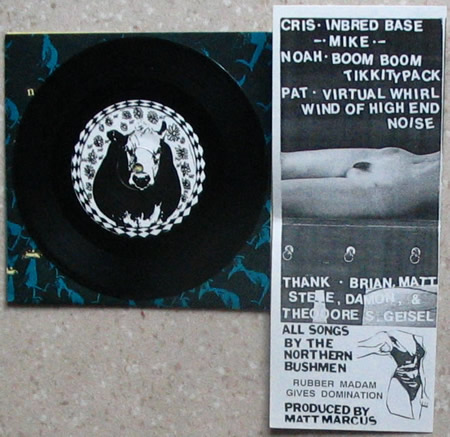 CRIS · INBRED BASE
- MIKE -
NOAH · BOOM BOOM
TIKKITYPACK
PAT · VIRTUAL WHIRL
WIND OF HIGH END
NOISE
THANK · BRIAN, MATT
STEVE, DAMON, &
THEODORE S. GEISEL
ALL SONGS
BY THE
NORTHERN
BUSHMEN
RUBBER MADAM
GIVES DOMINATION
PRODUCED BY
MATT MARCUS